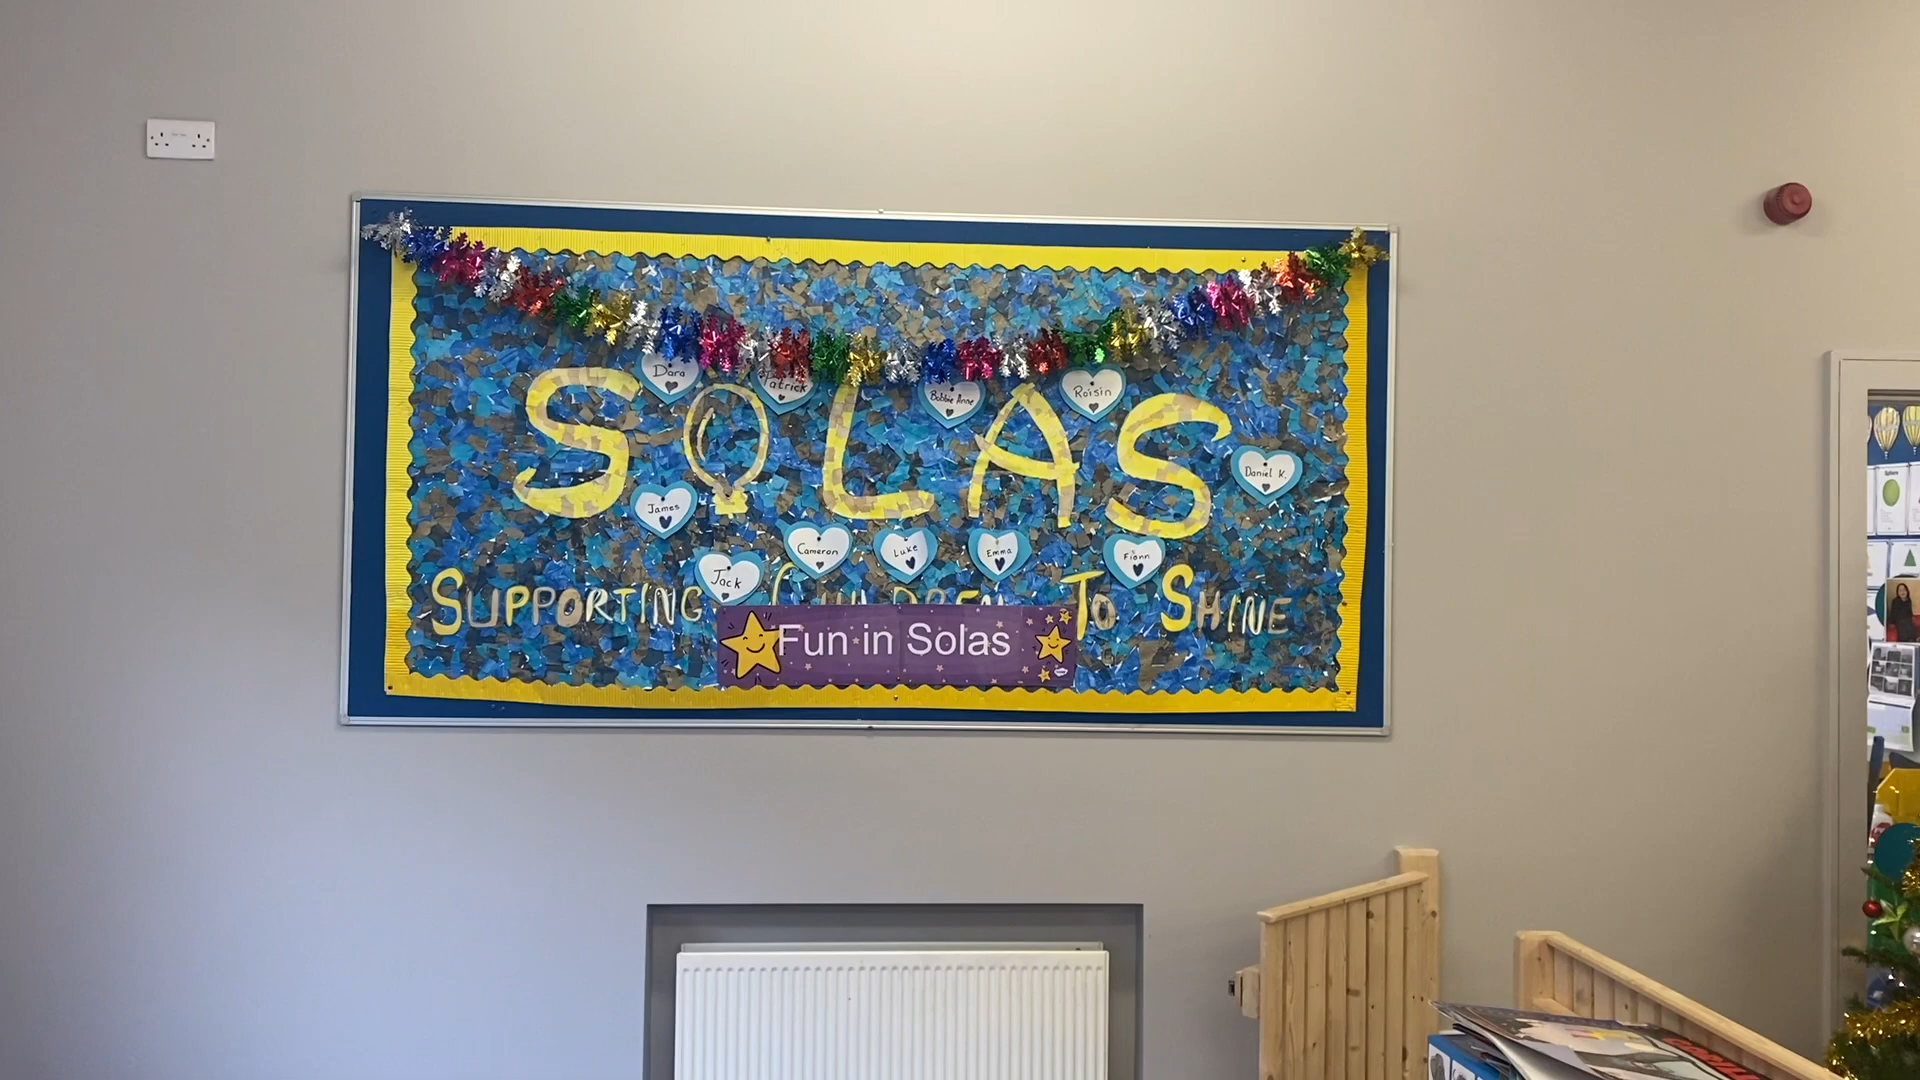 Dara
Patrick
Bobbie Anne
Roisin
SOLAS
Daniel K.
James
Cameron
Luke
Emma
Fionn
Jack
SUPPORTING CHILDREN TO SHINE
Fun in Solas